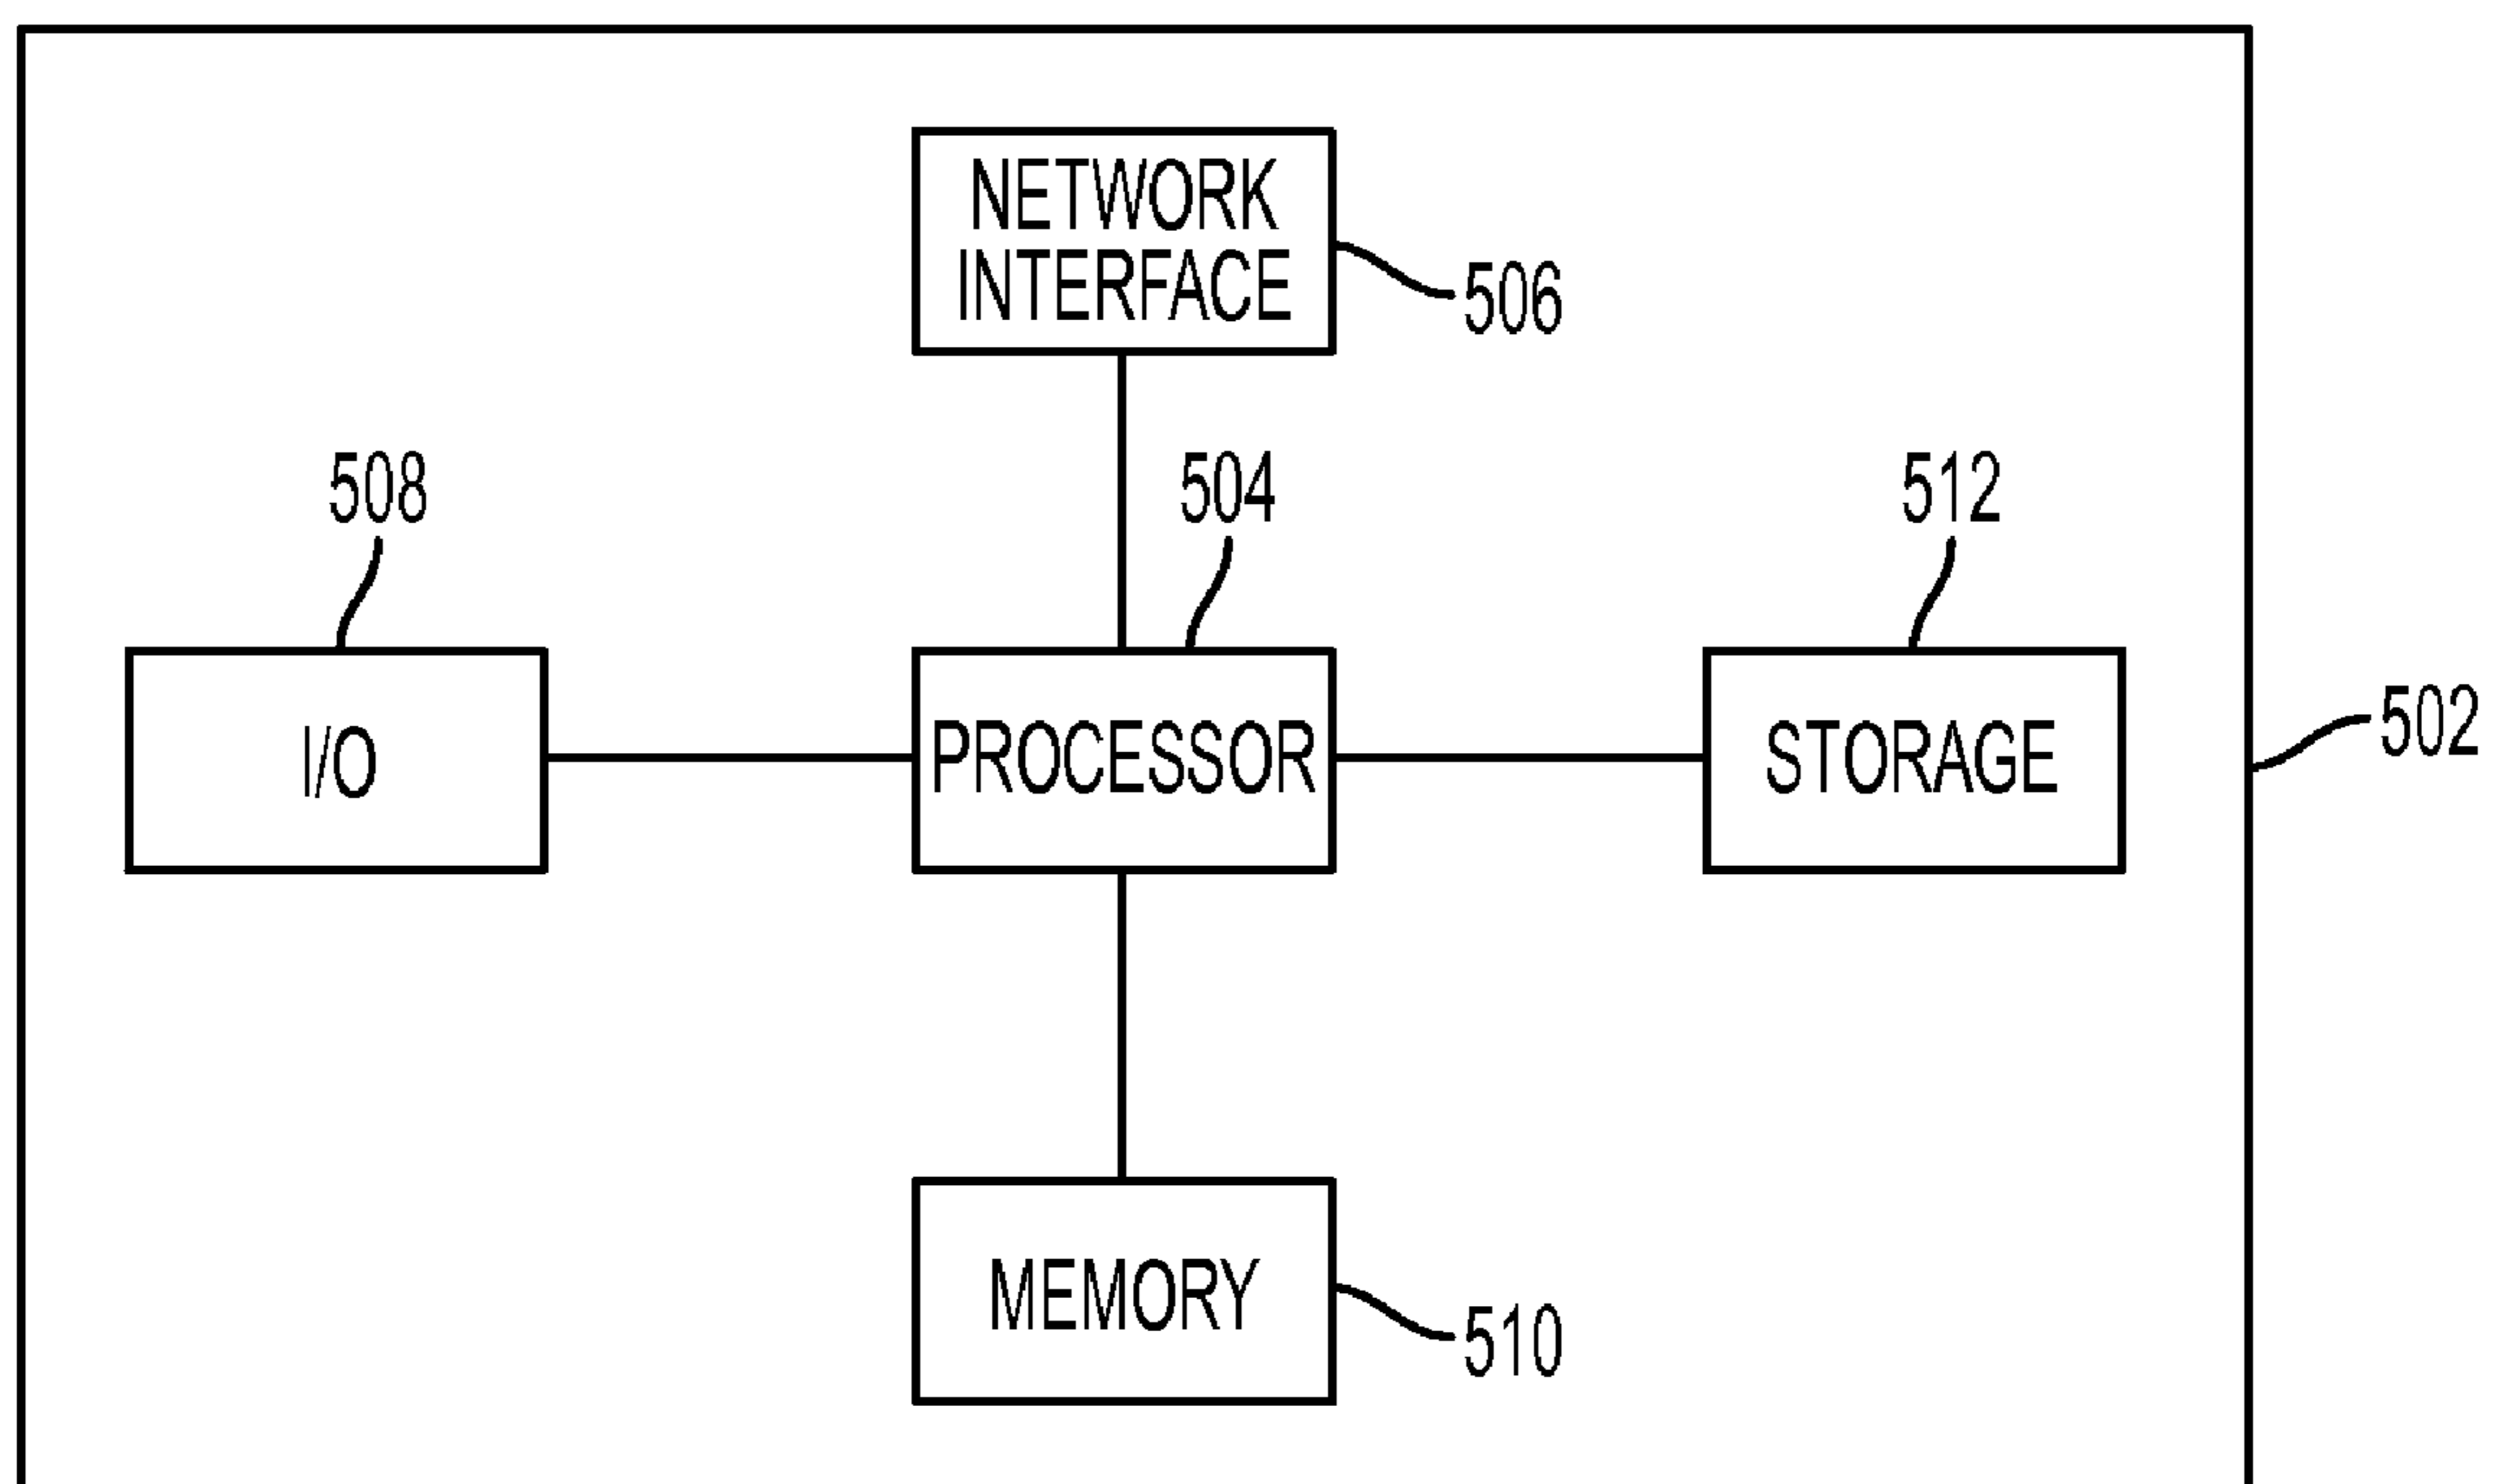 NETWORK
INTERFACE
506
508
504
512
I/O
PROCESSOR
STORAGE
502
MEMORY
510